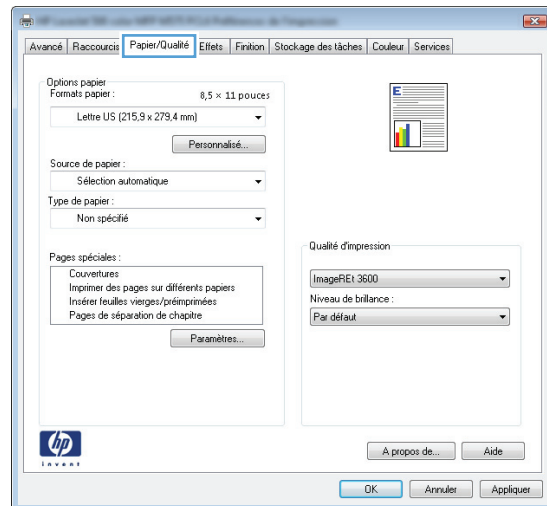 Avancé Raccourcis Papier/Qualité Effets Finition Stockage des tâches Couleur Services
Options papier
Formats papier : 8,5 × 11 pouces
Lettre US (215,9 x 279,4 mm)
Personnalisé...
Source de papier :
Sélection automatique
Type de papier :
Non spécifié
Pages spéciales :
Couvertures
Imprimer des pages sur différents papiers
Insérer feuilles vierges/préimprimées
Pages de séparation de chapitre
Paramètres...
E
Qualité d'impression
ImageREt 3600
Niveau de brillance :
Par défaut
hp
invent
A propos de... Aide
OK Annuler Appliquer